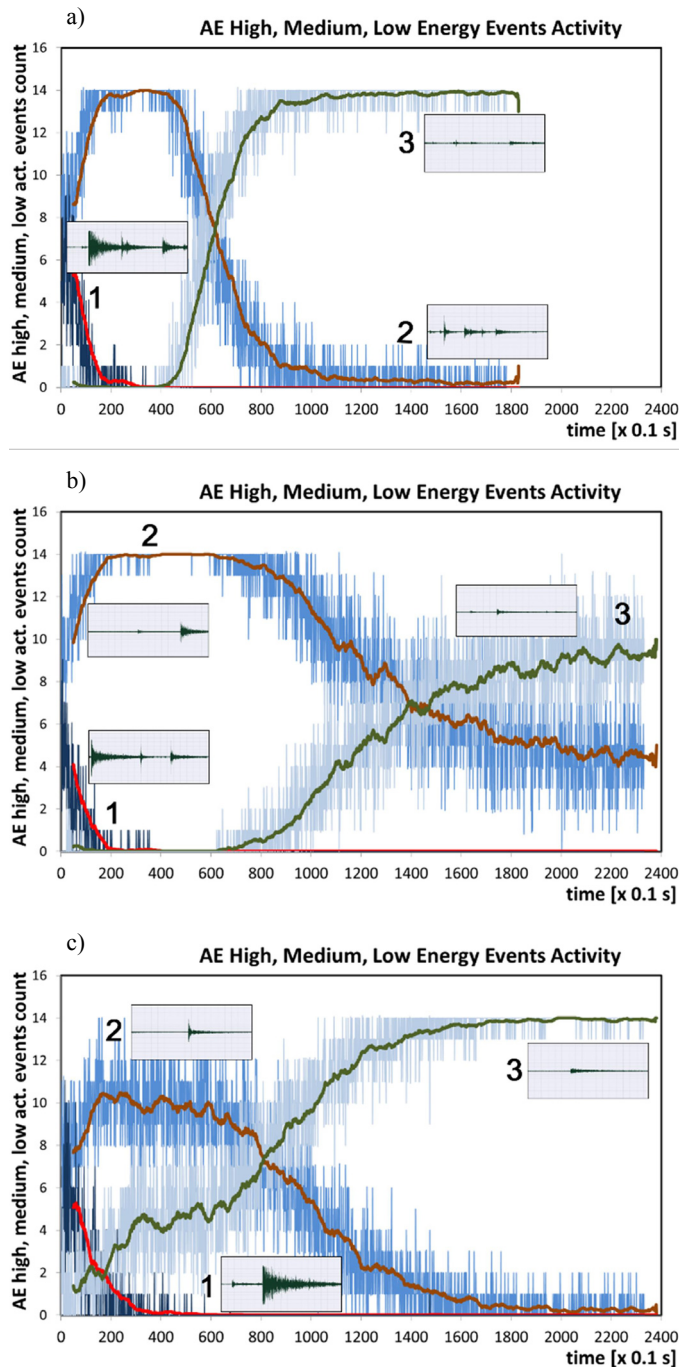 a)
AE High, Medium, Low Energy Events Activity
AE high, medium, low act. events count
16
14
12
10
8
6
4
2
0
1
2
3
0 200 400 600 800 1000 1200 1400 1600 1800 2000 2200 2400
time [x 0.1 s]
b)
AE High, Medium, Low Energy Events Activity
AE high, medium, low act. events count
16
14
12
10
8
6
4
2
0
2
3
1
0 200 400 600 800 1000 1200 1400 1600 1800 2000 2200 2400
time [x 0.1 s]
c)
AE High, Medium, Low Energy Events Activity
AE high, medium, low act. events count
16
14
12
10
8
6
4
2
0
2
3
1
0 200 400 600 800 1000 1200 1400 1600 1800 2000 2200 2400
time [x 0.1 s]